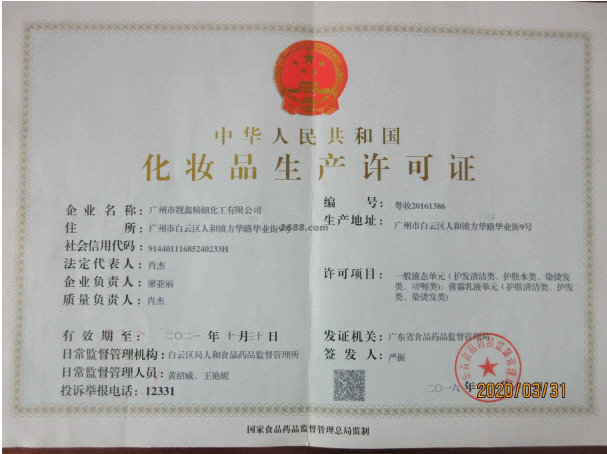 中华人民共和国
化妆品生产许可证
企业名称: 广州市靓鑫精细化工有限公司
住所: 广州市白云区人和镇方华路华业街9号
社会信用代码: 91440111685240233H
法定代表人: 肖杰
企业负责人: 廖亚丽
质量负责人: 肖杰
编号: 粤妆20161386
生产地址: 广州市白云区人和镇方华路华业街9号
许可项目: 一般液态单元(护发清洁类、护肤水类、染烫发
类、啫喱类);膏霜乳液单元(护肤清洁类、护发
类、染烫发类)
有效期至: 二〇二一年十月三十日
日常监督管理机构: 白云区局人和食品药品监督管理所
日常监督管理人员: 黄绍威、王艳妮
投诉举报电话: 12331
发证机关: 广东省食品药品监督管理局
签发人: 严振
二〇一六年
2020/03/31
国家食品药品监督管理总局监制
1688.com